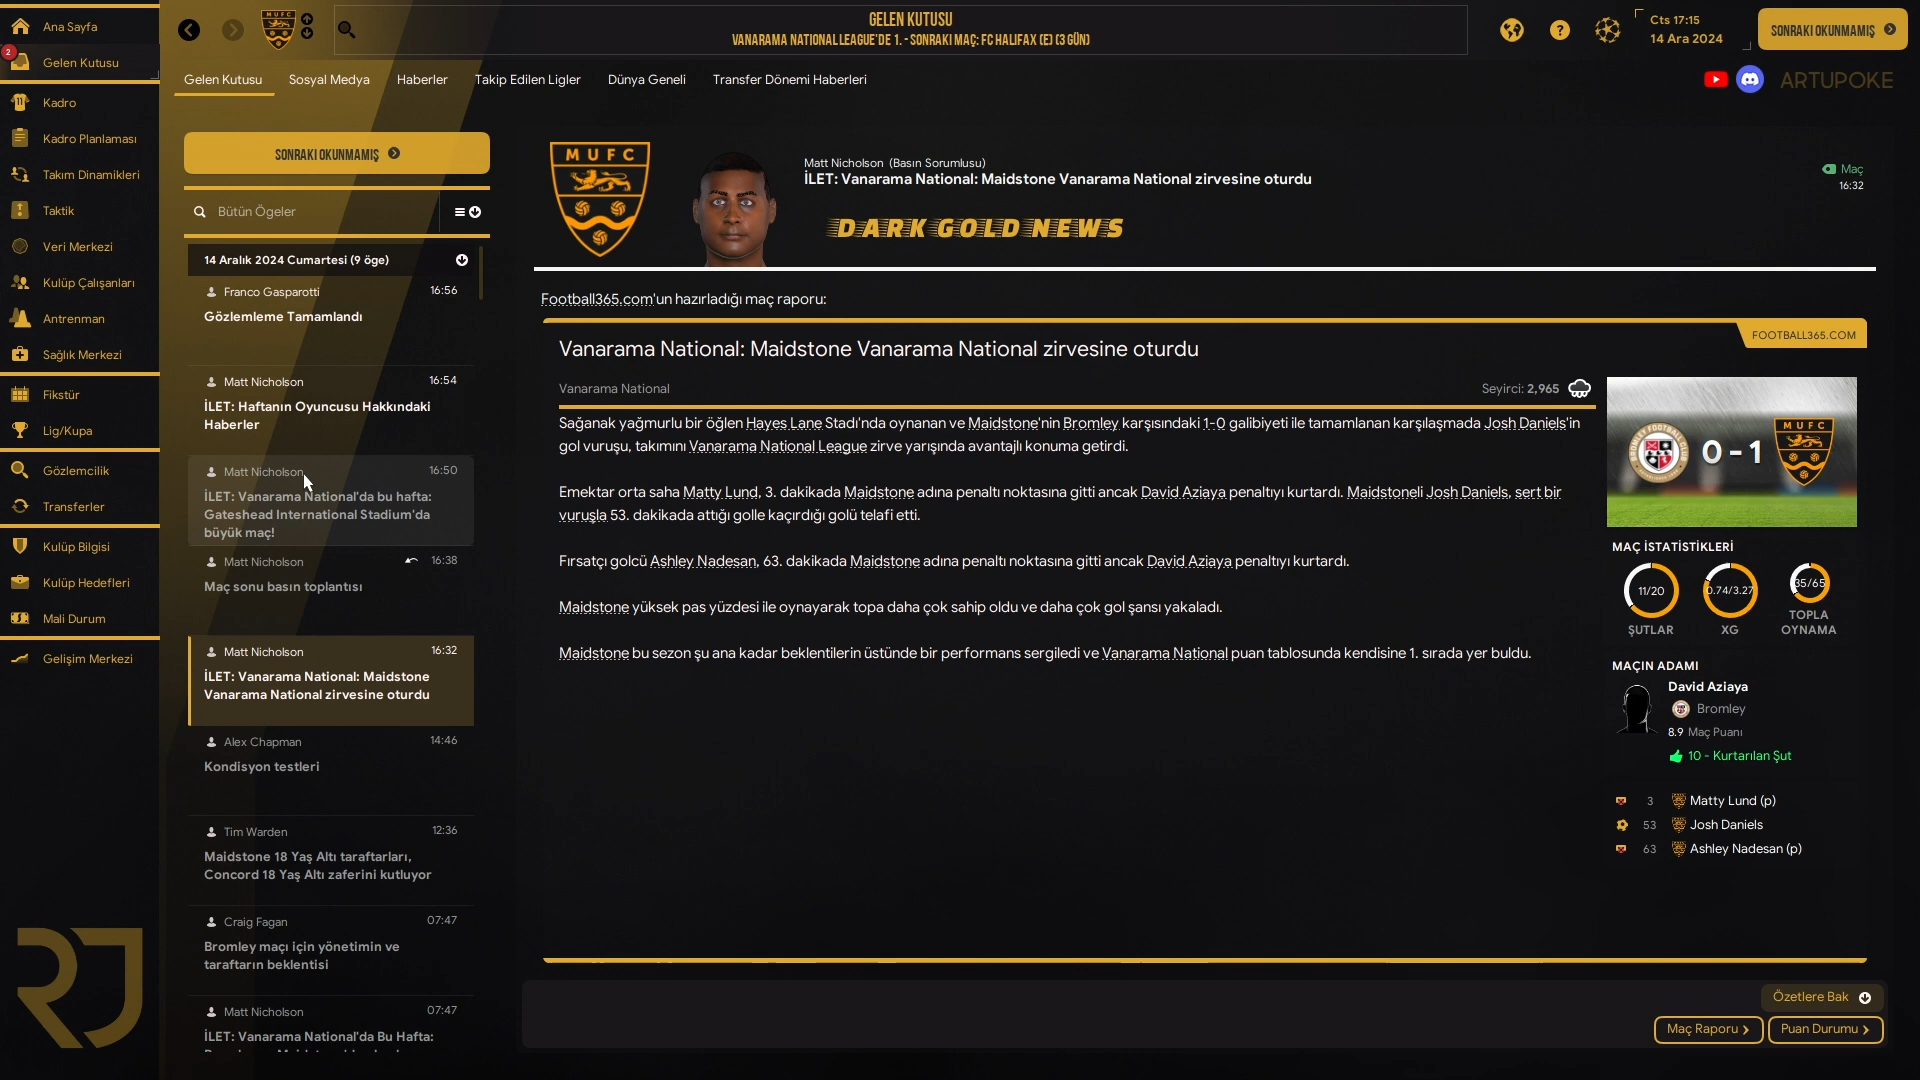 Ana Sayfa
2
Gelen Kutusu
Kadro
Kadro Planlaması
Takım Dinamikleri
Taktik
Veri Merkezi
Kulüp Çalışanları
Antrenman
Sağlık Merkezi
Fikstür
Lig/Kupa
Gözlemcilik
Transferler
Kulüp Bilgisi
Kulüp Hedefleri
Mali Durum
Gelişim Merkezi
RJ
MUFC
GELEN KUTUSU
VANARAMA NATIONAL LEAGUE'DE 1. - SONRAKI MAÇ: FC HALIFAX (E) (3 GÜN)
Cts 17:15
14 Ara 2024
SONRAKI OKUNMAMIŞ
Gelen Kutusu Sosyal Medya Haberler Takip Edilen Ligler Dünya Geneli Transfer Dönemi Haberleri
ARTUPOKE
SONRAKI OKUNMAMIŞ
Bütün Ögeler
14 Aralık 2024 Cumartesi (9 öge)
Franco Gasparotti 16:56
Gözlemleme Tamamlandı
Matt Nicholson 16:54
İLET: Haftanın Oyuncusu Hakkındaki
Haberler
Matt Nicholson 16:50
İLET: Vanarama National'da bu hafta:
Gateshead International Stadium'da
büyük maç!
Matt Nicholson 16:38
Maç sonu basın toplantısı
Matt Nicholson 16:32
İLET: Vanarama National: Maidstone
Vanarama National zirvesine oturdu
Alex Chapman 14:46
Kondisyon testleri
Tim Warden 12:36
Maidstone 18 Yaş Altı taraftarları,
Concord 18 Yaş Altı zaferini kutluyor
Craig Fagan 07:47
Bromley maçı için yönetimin ve
taraftarın beklentisi
Matt Nicholson 07:47
İLET: Vanarama National'da Bu Hafta:
MUFC
Matt Nicholson (Basın Sorumlusu)
İLET: Vanarama National: Maidstone Vanarama National zirvesine oturdu
DARK GOLD NEWS
Maç
16:32
Football365.com'un hazırladığı maç raporu:
FOOTBALL365.COM
Vanarama National: Maidstone Vanarama National zirvesine oturdu
Vanarama National Seyirci: 2,965
Sağanak yağmurlu bir öğlen Hayes Lane Stadı'nda oynanan ve Maidstone'nin Bromley karşısındaki 1-0 galibiyeti ile tamamlanan karşılaşmada Josh Daniels'in
gol vuruşu, takımını Vanarama National League zirve yarışında avantajlı konuma getirdi.
Emektar orta saha Matty Lund, 3. dakikada Maidstone adına penaltı noktasına gitti ancak David Aziaya penaltıyı kurtardı. Maidstoneli Josh Daniels, sert bir
vuruşla 53. dakikada attığı golle kaçırdığı golü telafi etti.
Fırsatçı golcü Ashley Nadesan, 63. dakikada Maidstone adına penaltı noktasına gitti ancak David Aziaya penaltıyı kurtardı.
Maidstone yüksek pas yüzdesi ile oynayarak topa daha çok sahip oldu ve daha çok gol şansı yakaladı.
Maidstone bu sezon şu ana kadar beklentilerin üstünde bir performans sergiledi ve Vanarama National puan tablosunda kendisine 1. sırada yer buldu.
0 - 1
MUFC
MAÇ İSTATİSTİKLERİ
11/20 0.74/3.27 35/65
ŞUTLAR XG TOPLA
OYNAMA
MAÇIN ADAMI
David Aziaya
Bromley
8.9 Maç Puanı
10 - Kurtarılan Şut
3 Matty Lund (p)
53 Josh Daniels
63 Ashley Nadesan (p)
Özetlere Bak
Maç Raporu
Puan Durumu